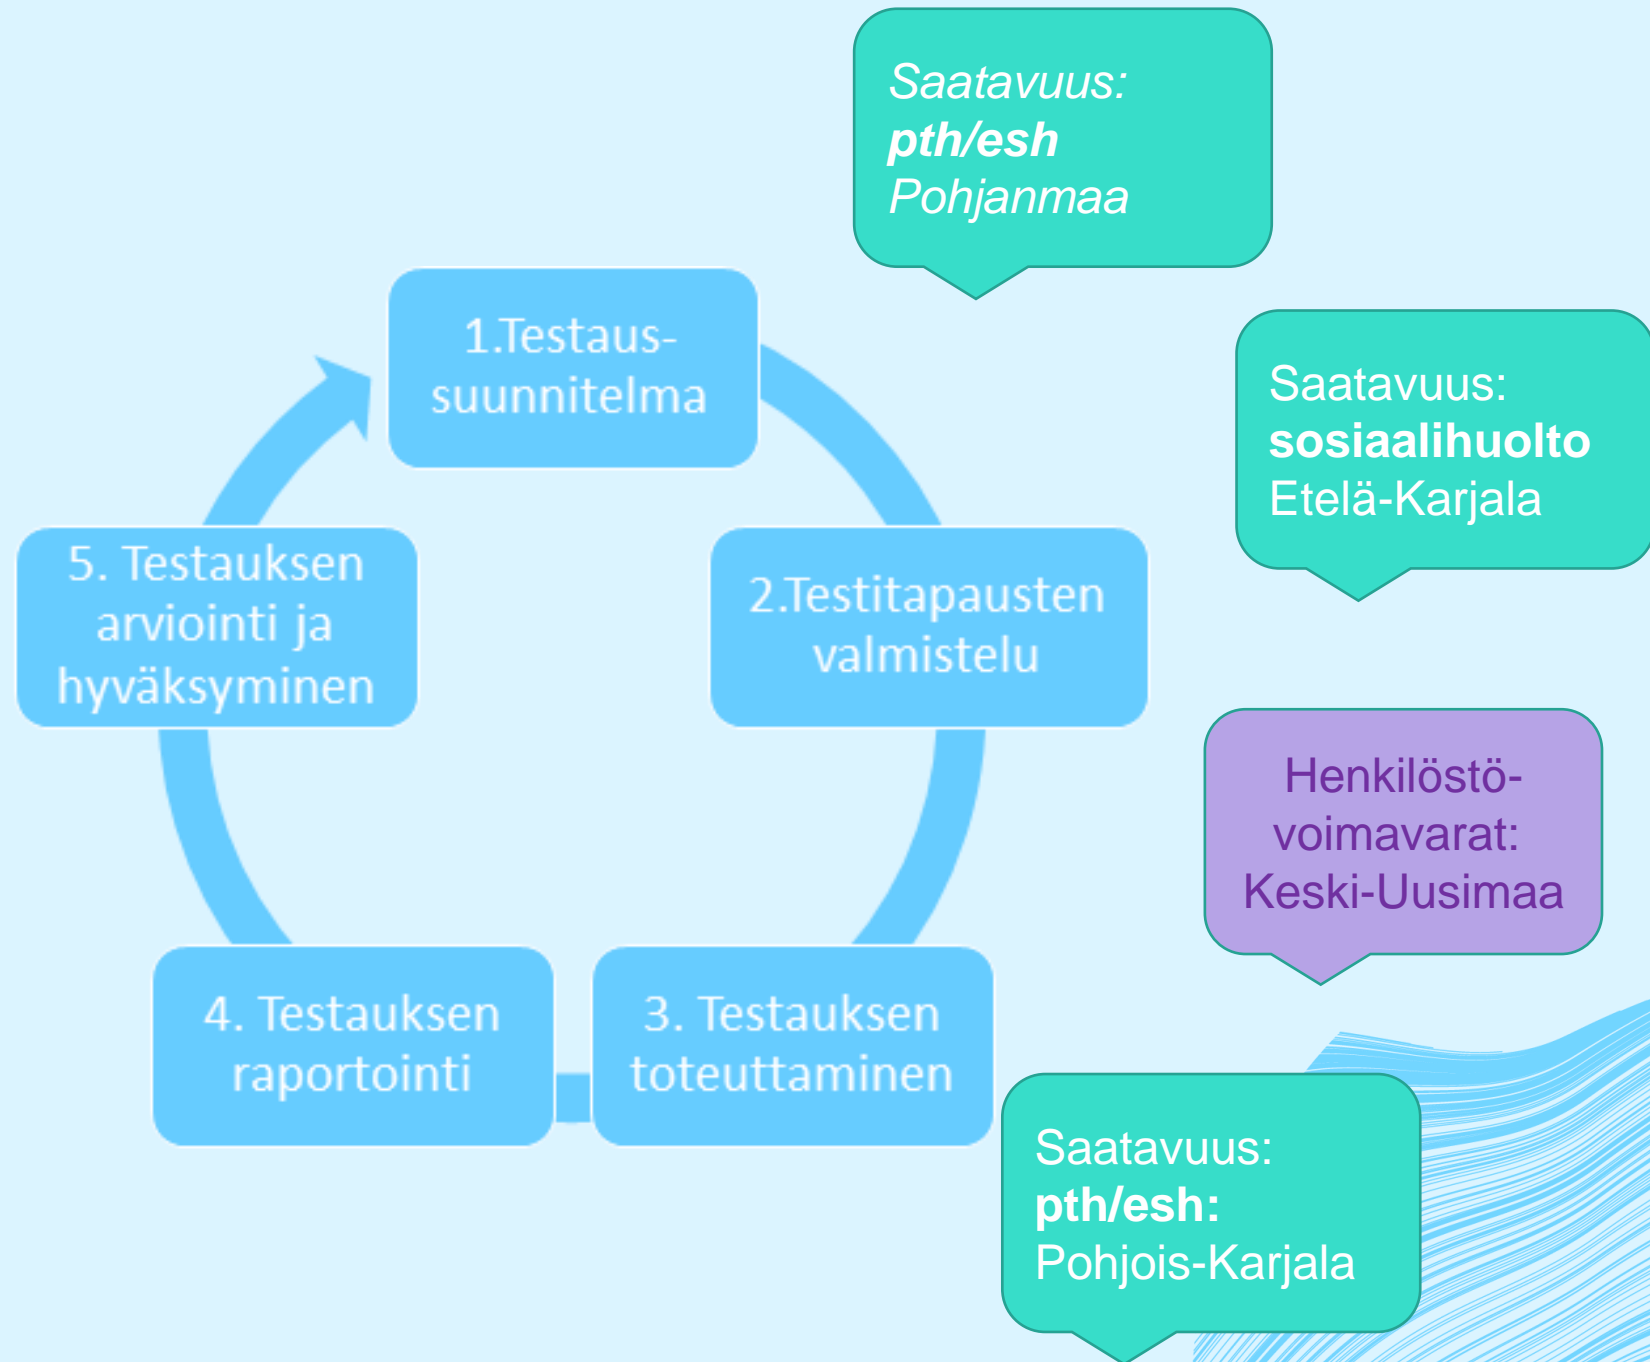 Saatavuus:
pth/esh
Pohjanmaa
1.Testaus-
suunnitelma
Saatavuus:
sosiaalihuolto
Etelä-Karjala
2.Testitapausten
valmistelu
5. Testauksen
arviointi ja
hyväksyminen
Henkilöstö-
voimavarat:
Keski-Uusimaa
3. Testauksen
toteuttaminen
4. Testauksen
raportointi
Saatavuus:
pth/esh:
Pohjois-Karjala